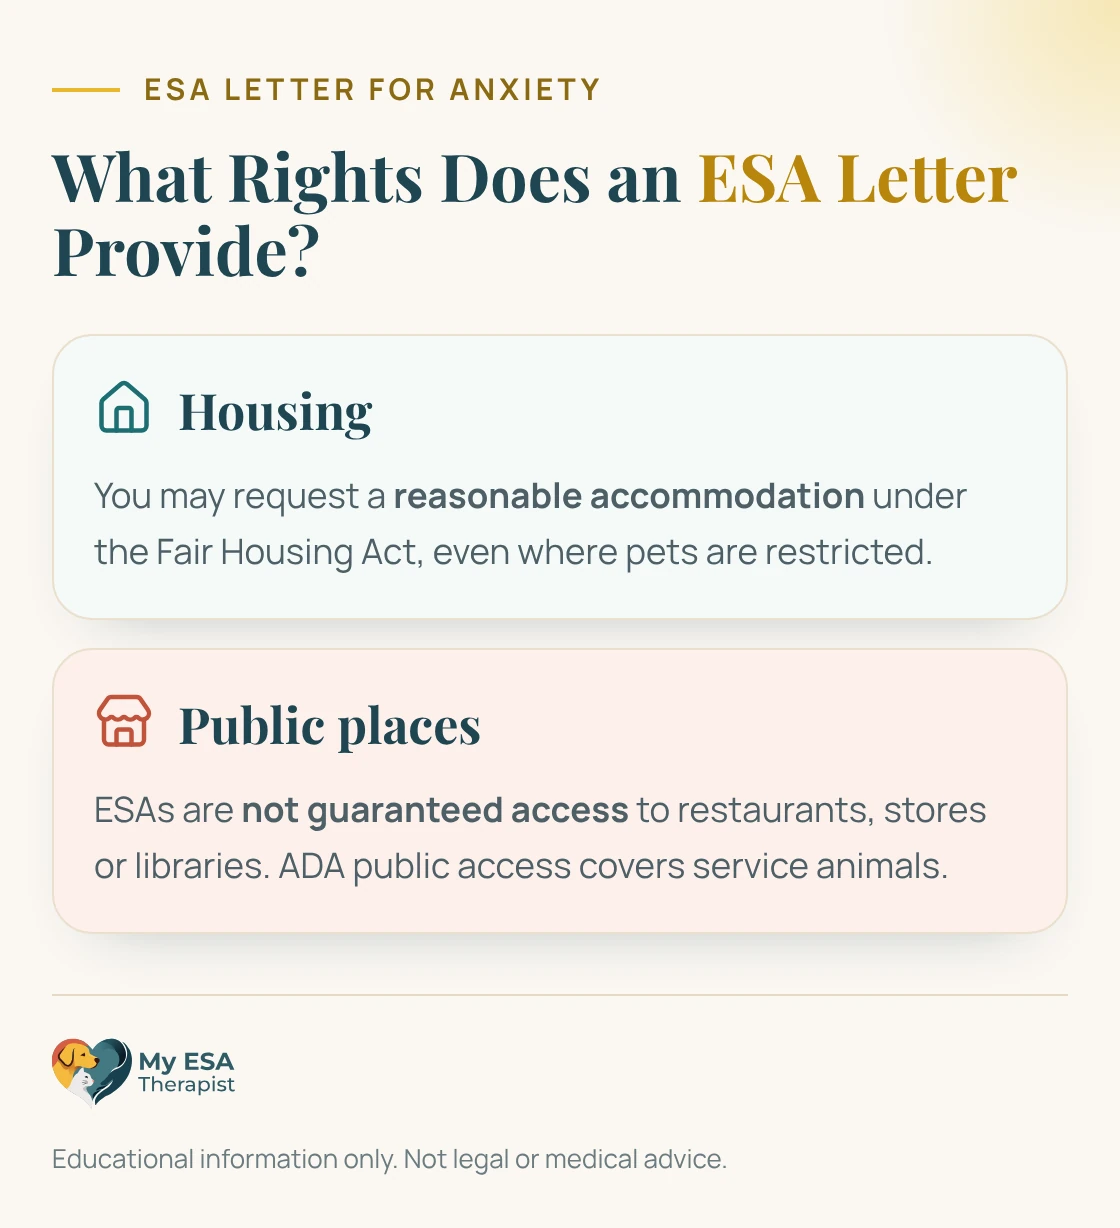 ESA LETTER FOR ANXIETY
What Rights Does an ESA Letter
Provide?
Housing
You may request a reasonable accommodation under
the Fair Housing Act, even where pets are restricted.
Public places
ESAs are not guaranteed access to restaurants, stores
or libraries. ADA public access covers service animals.
My ESA
Therapist
Educational information only. Not legal or medical advice.